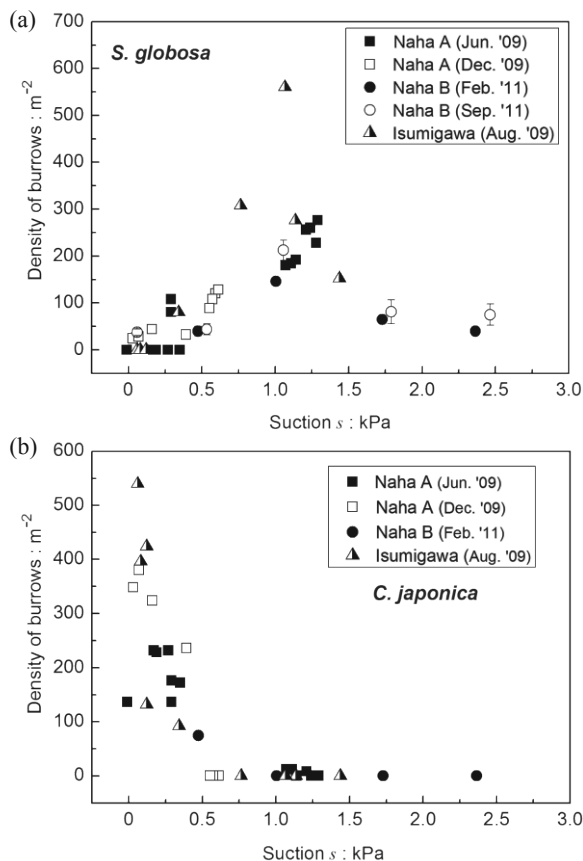 (a)
700
600
500
400
300
200
100
0
Density of burrows : m⁻²
S. globosa
Naha A (Jun. '09)
Naha A (Dec. '09)
Naha B (Feb. '11)
Naha B (Sep. '11)
Isumigawa (Aug. '09)
0.0 0.5 1.0 1.5 2.0 2.5 3.0
Suction s : kPa
(b)
600
500
400
300
200
100
0
Density of burrows : m⁻²
Naha A (Jun. '09)
Naha A (Dec. '09)
Naha B (Feb. '11)
Isumigawa (Aug. '09)
C. japonica
0.0 0.5 1.0 1.5 2.0 2.5 3.0
Suction s : kPa